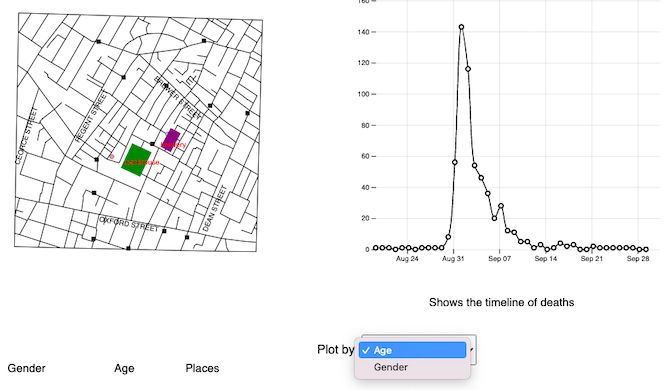 160
140
120
100
80
60
40
20
0
Aug 24
Aug 31
Sep 07
Sep 14
Sep 21
Sep 28
BREWER STREET
REGENT STREET
GEORGE STREET
DEAN STREET
OXFORD STREET
Shows the timeline of deaths
Plot by
✓ Age
Gender
Gender Age Places